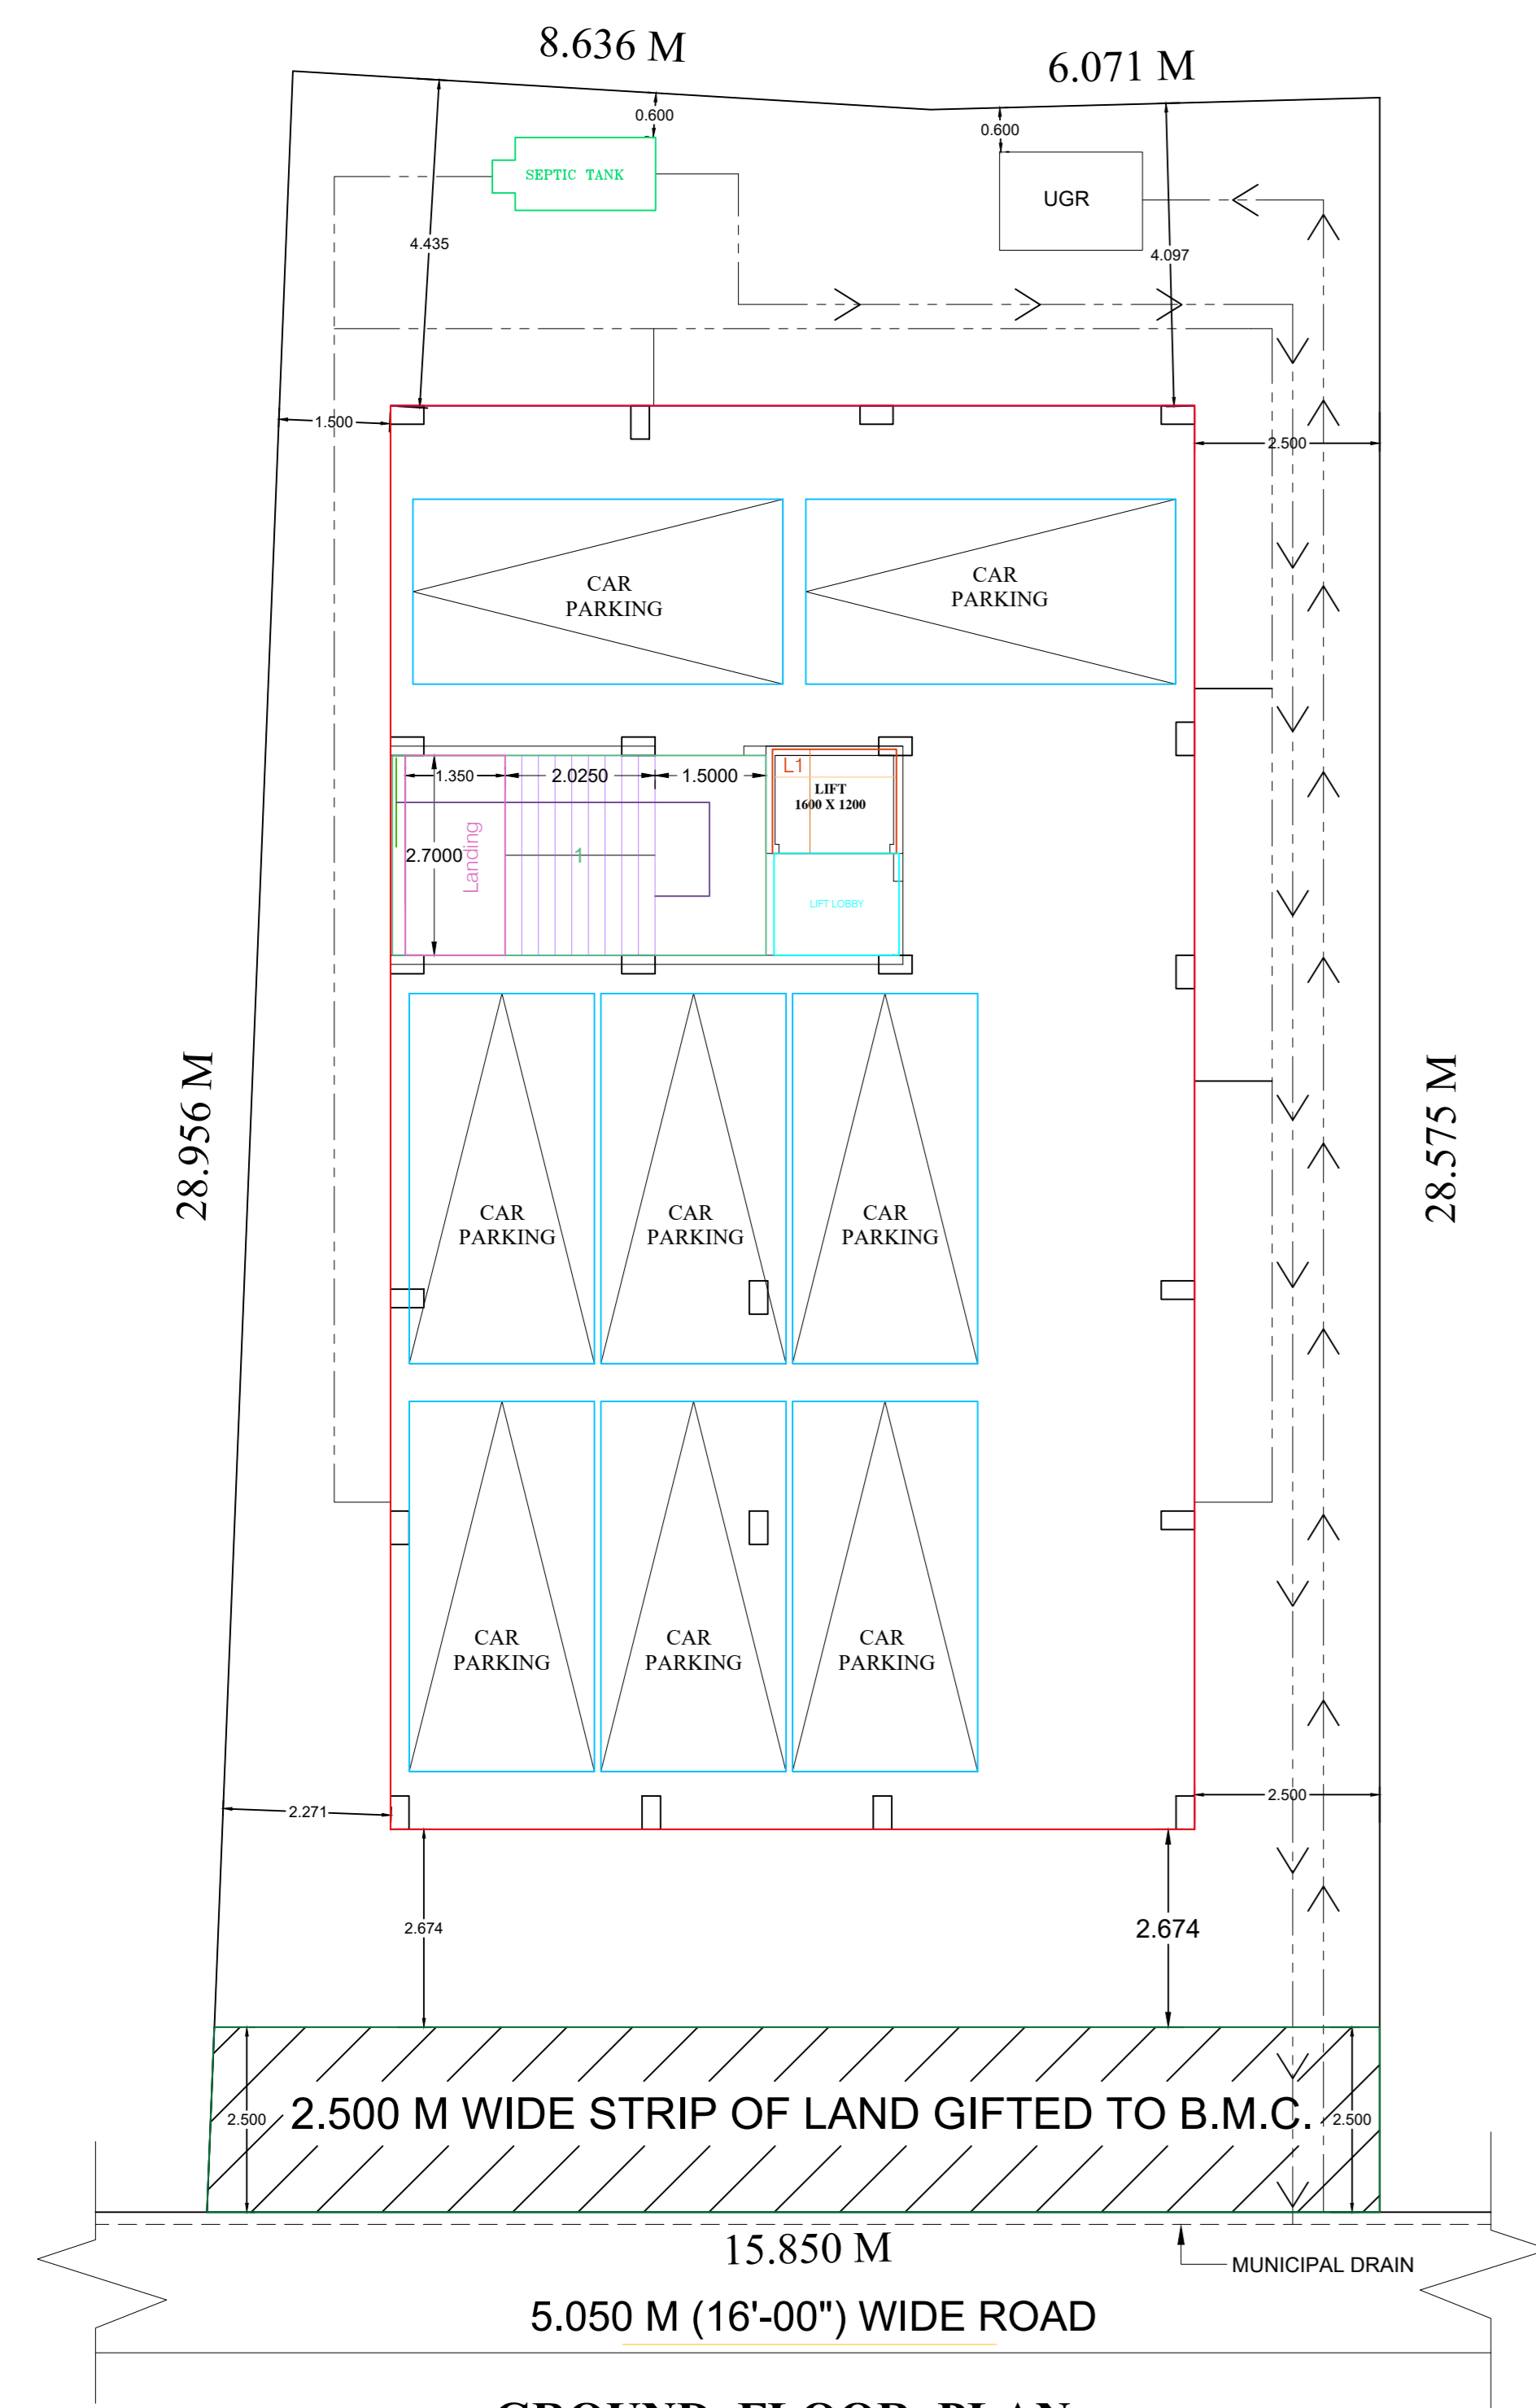 8.636 M
6.071 M
0.600
0.600
SEPTIC TANK
UGR
4.435
4.097
1.500
2.500
CAR
PARKING
CAR
PARKING
L1
LIFT
1600 X 1200
1.350
2.0250
1.5000
2.7000
Landing
1
LIFT LOBBY
28.956 M
28.575 M
CAR
PARKING
CAR
PARKING
CAR
PARKING
CAR
PARKING
CAR
PARKING
CAR
PARKING
2.271
2.500
2.674
2.674
2.500
2.500 M WIDE STRIP OF LAND GIFTED TO B.M.C.
2.500
15.850 M
MUNICIPAL DRAIN
5.050 M (16'-00") WIDE ROAD
GROUND FLOOR PLAN